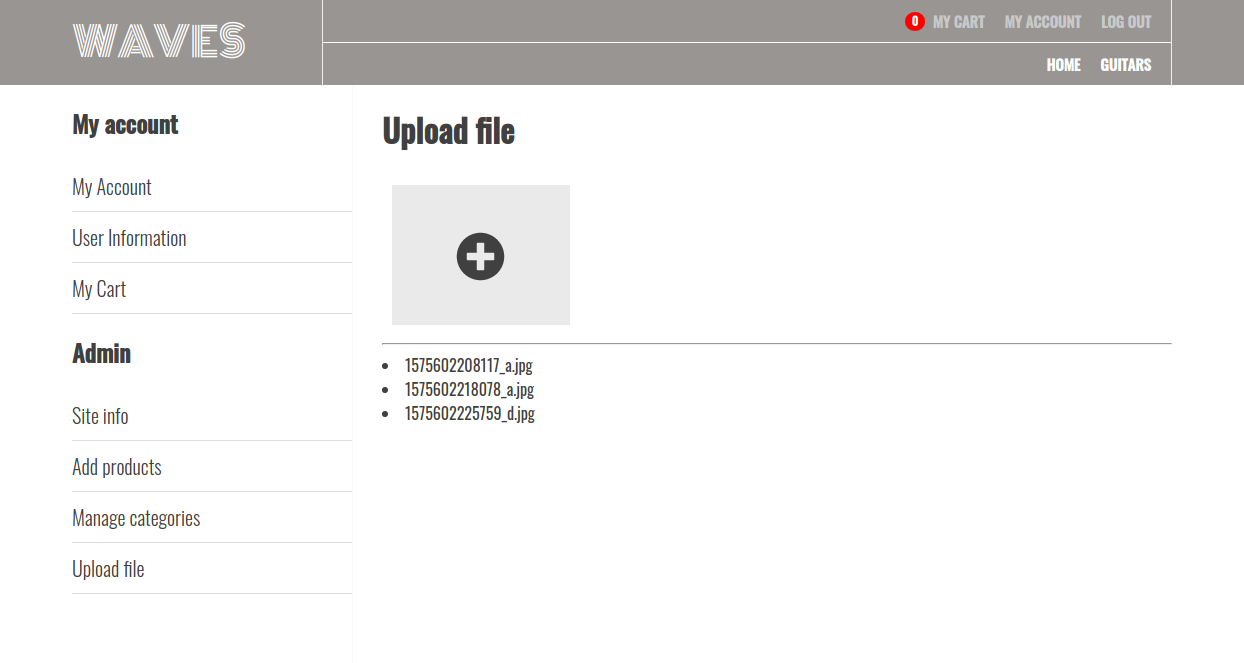 WAVES
0 MY CART MY ACCOUNT LOG OUT
HOME GUITARS
My account
My Account
User Information
My Cart
Admin
Site info
Add products
Manage categories
Upload file
Upload file
1575602208117_a.jpg
1575602218078_a.jpg
1575602225759_d.jpg